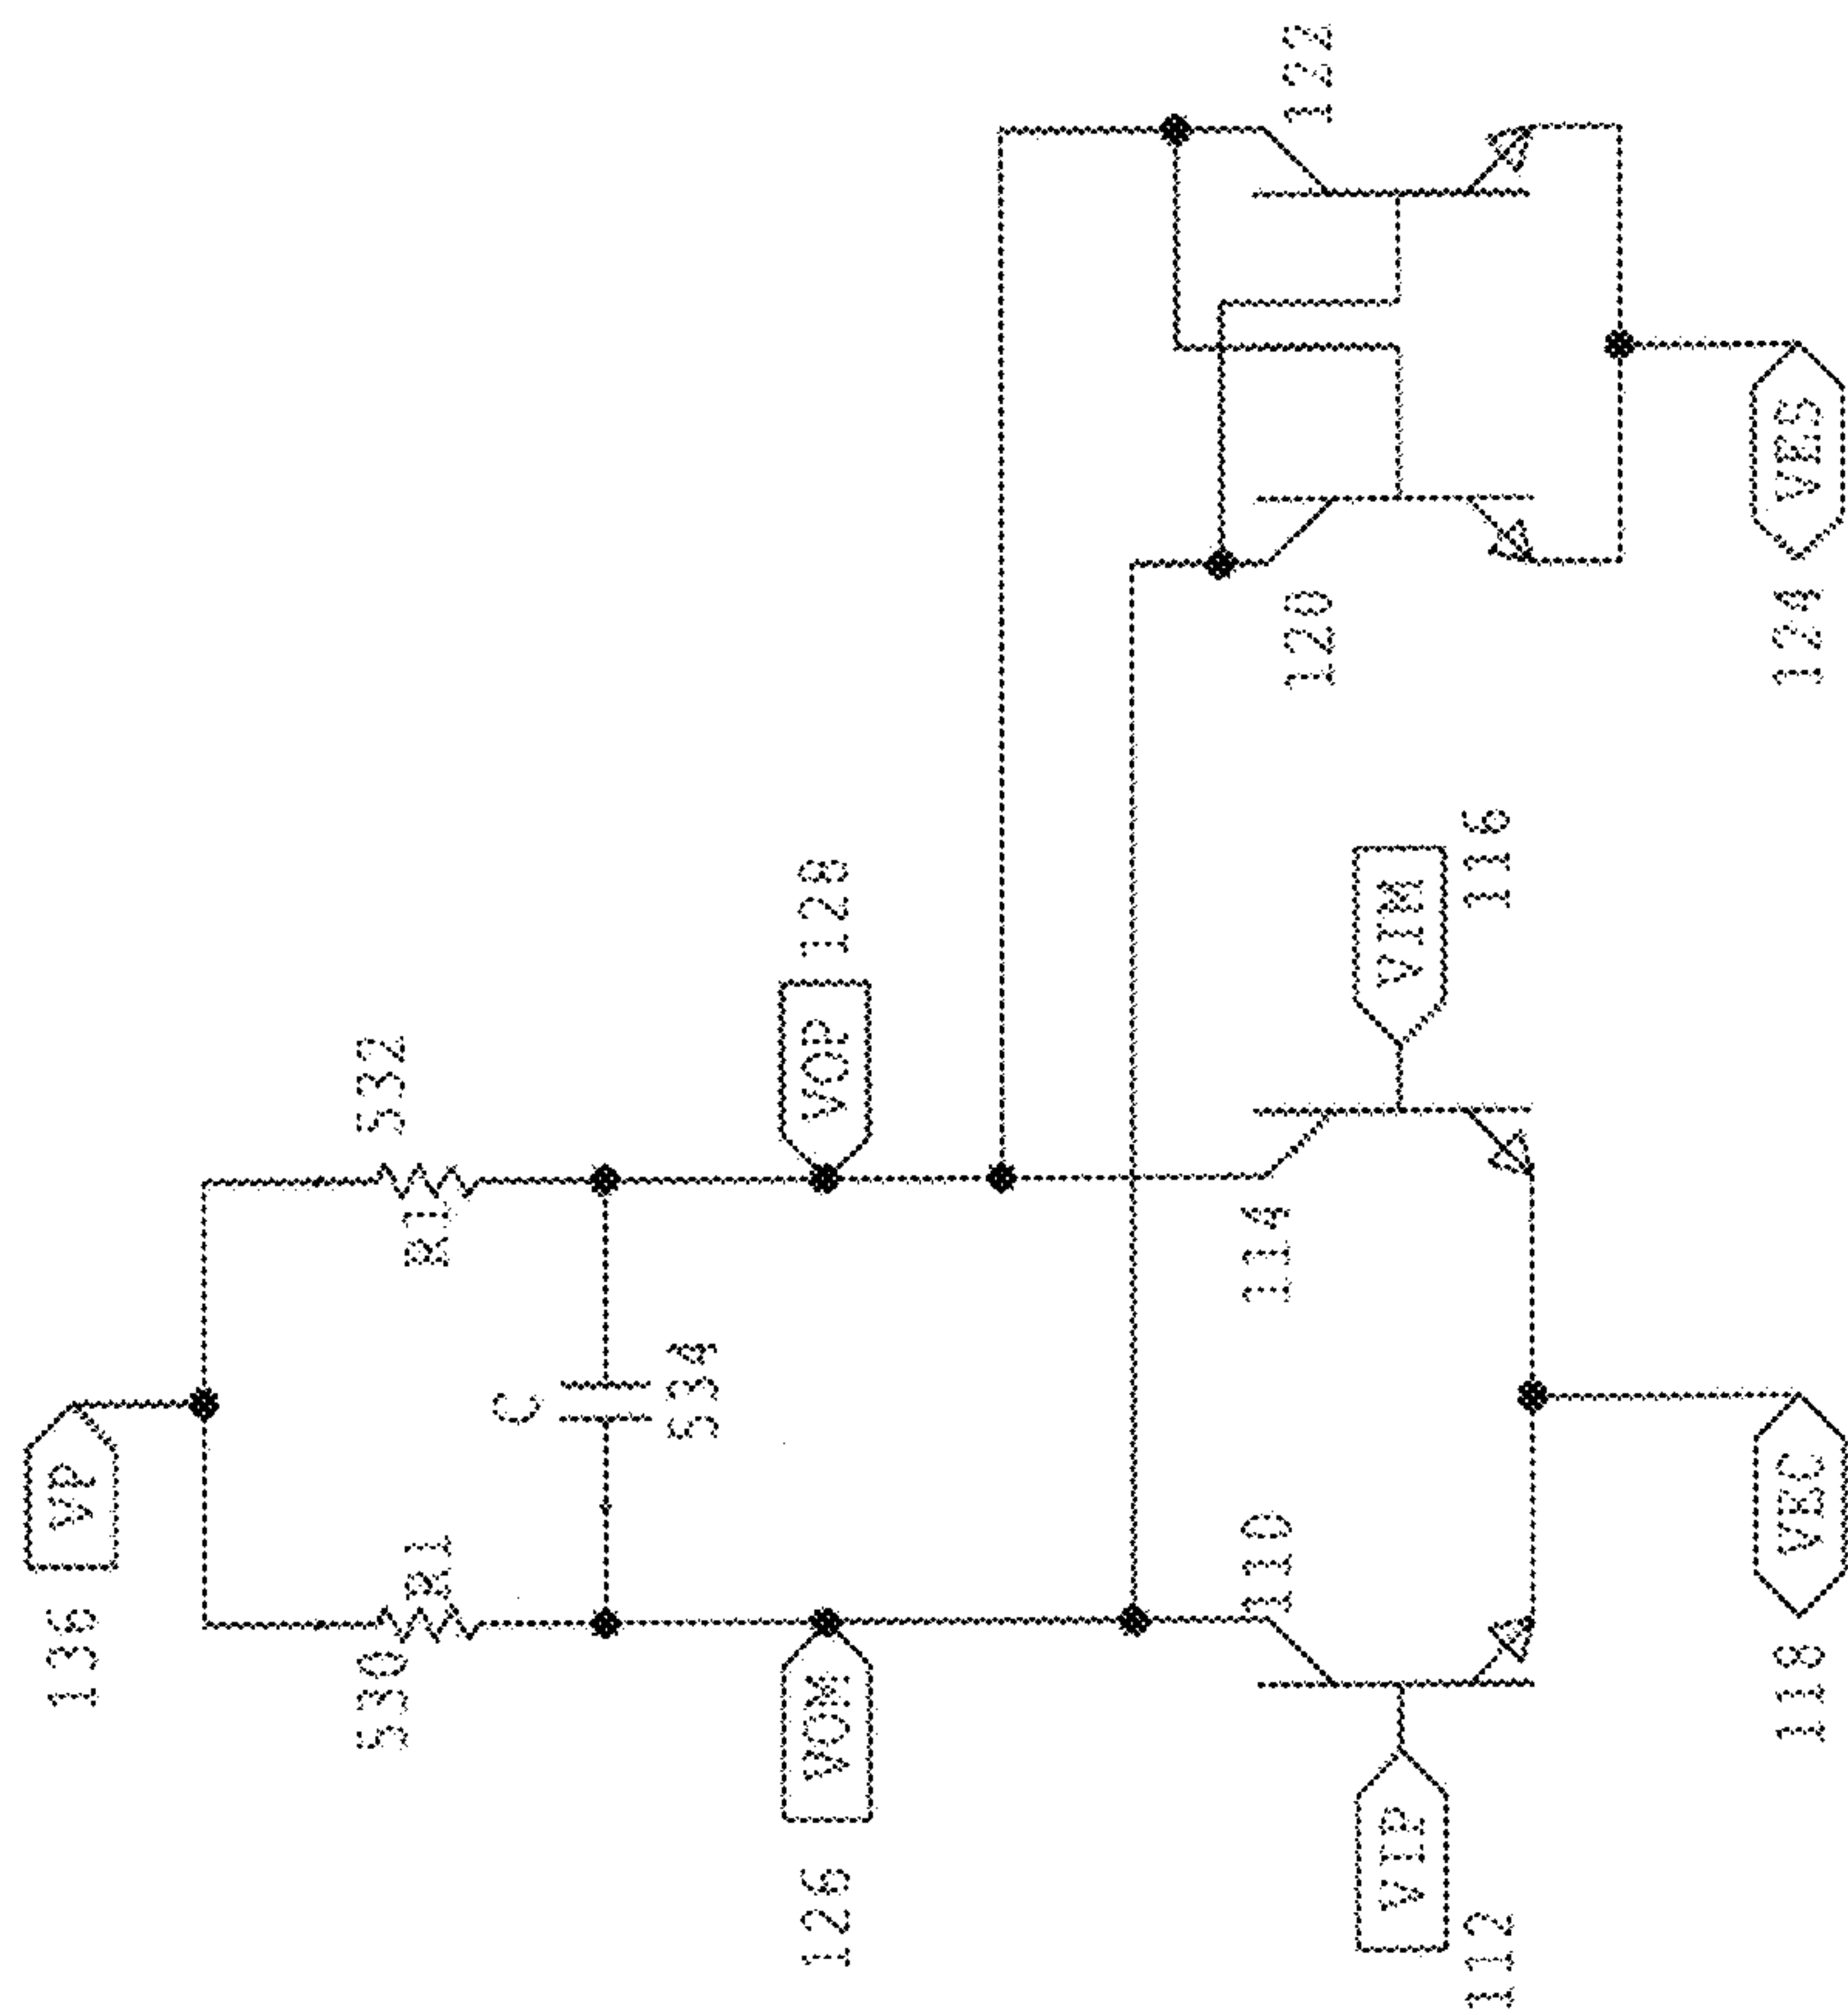 136 VP
530 R1
R1 532
C
534
126 VOM
VOP 128
110
114
120
122
112 VIP
VIM 116
118 VEC
124 VES